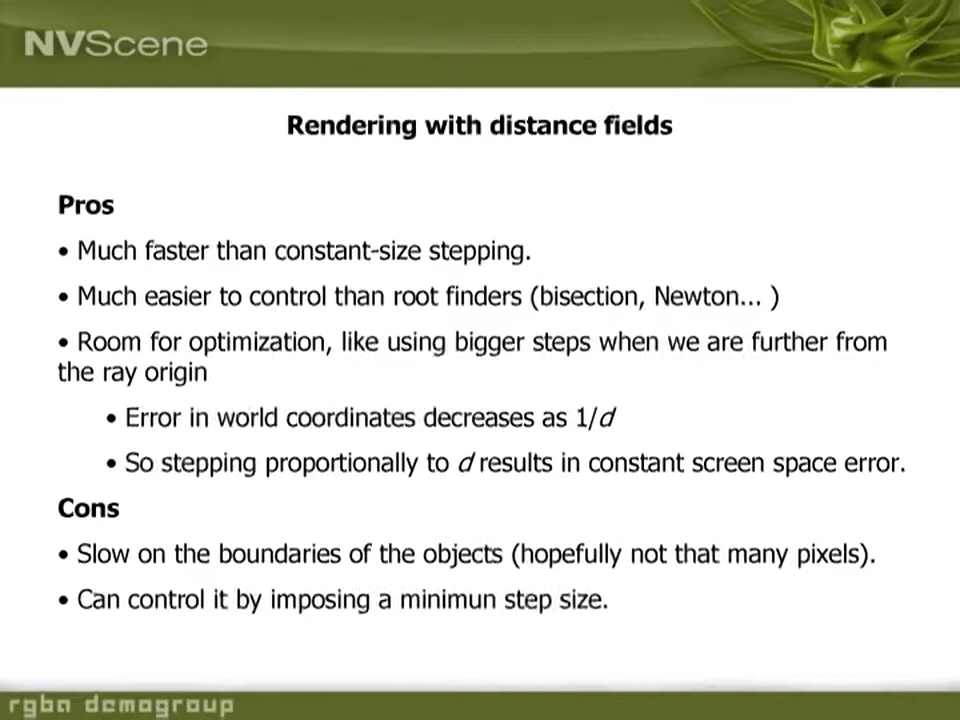 NVScene
Rendering with distance fields
Pros
• Much faster than constant-size stepping.
• Much easier to control than root finders (bisection, Newton... )
• Room for optimization, like using bigger steps when we are further from
the ray origin
• Error in world coordinates decreases as 1/d
• So stepping proportionally to d results in constant screen space error.
Cons
• Slow on the boundaries of the objects (hopefully not that many pixels).
• Can control it by imposing a minimun step size.
rgba demogroup